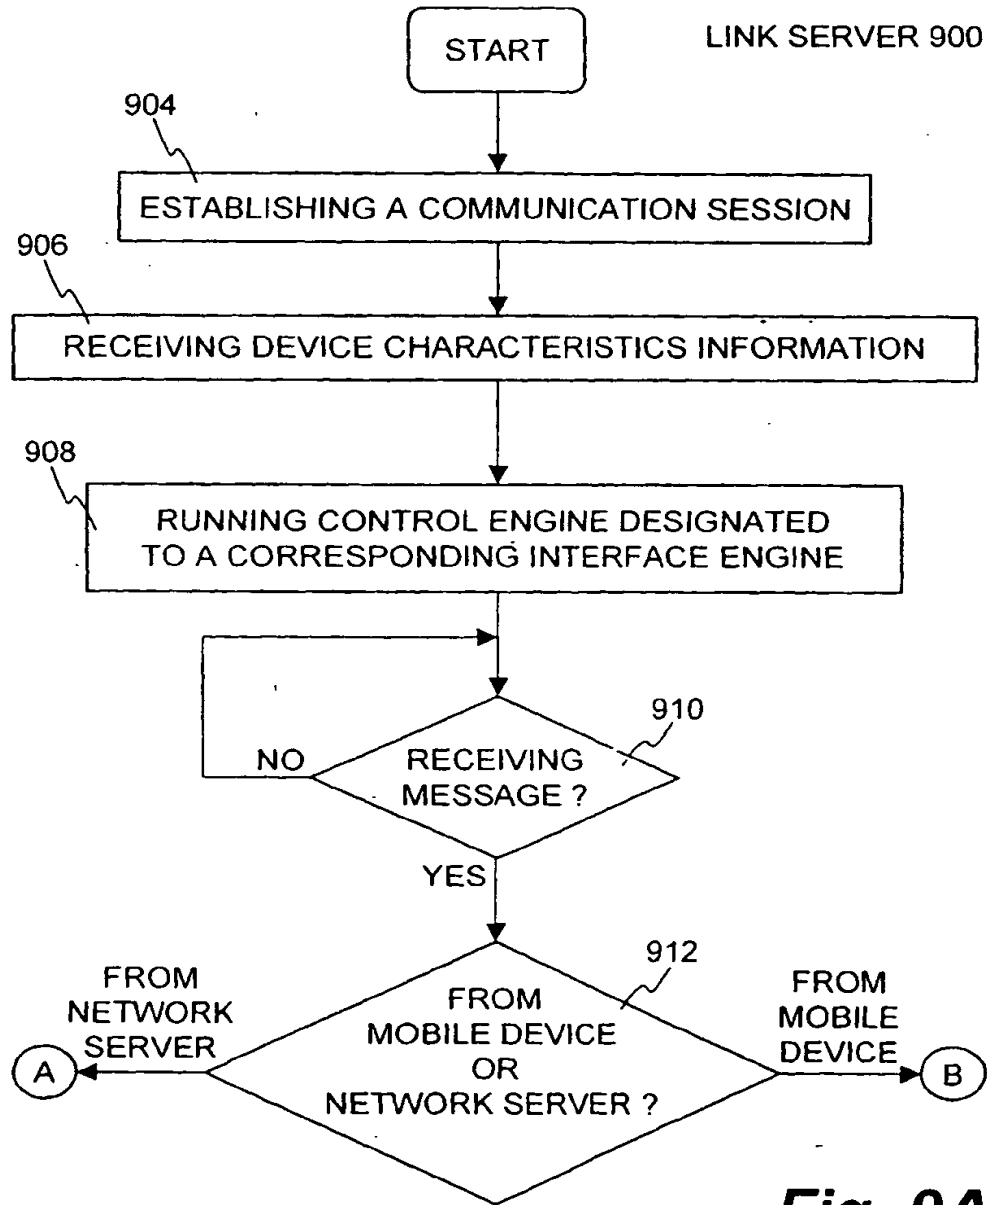 START
LINK SERVER 900
904
ESTABLISHING A COMMUNICATION SESSION
906
RECEIVING DEVICE CHARACTERISTICS INFORMATION
908
RUNNING CONTROL ENGINE DESIGNATED
TO A CORRESPONDING INTERFACE ENGINE
910
NO
RECEIVING
MESSAGE ?
YES
912
FROM
NETWORK
SERVER
FROM
MOBILE DEVICE
OR
NETWORK SERVER ?
FROM
MOBILE
DEVICE
A
B
Fig. 9A